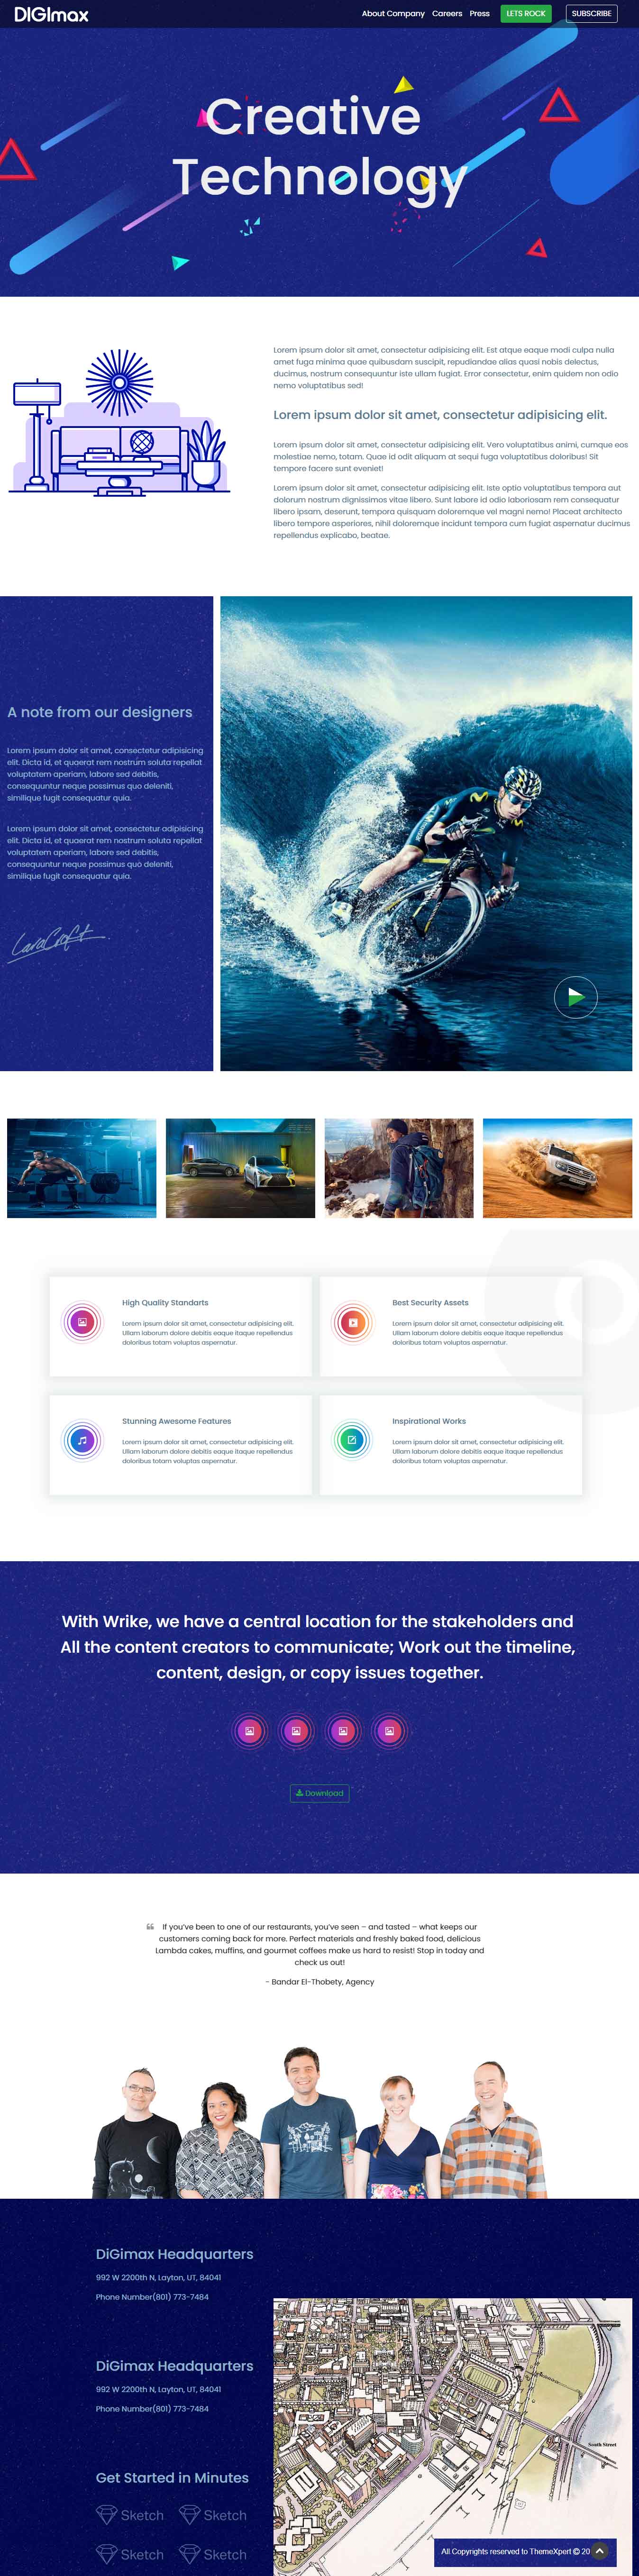 DIGImax
About Company Careers Press LETS ROCK SUBSCRIBE
Creative
Technology
Lorem ipsum dolor sit amet, consectetur adipisicing elit. Est atque eaque modi culpa nulla
amet fuga minima quae quibusdam suscipit, repudiandae alias quasi nobis delectus,
ducimus, nostrum consequuntur iste ullam fugiat. Error consectetur, enim quidem non odio
nemo voluptatibus sed!
Lorem ipsum dolor sit amet, consectetur adipisicing elit.
Lorem ipsum dolor sit amet, consectetur adipisicing elit. Vero voluptatibus animi, cumque eos
molestiae nemo, totam. Quae id odit aliquam at sequi fuga voluptatibus doloribus! Sit
tempore facere sunt eveniet!
Lorem ipsum dolor sit amet, consectetur adipisicing elit. Iste optio voluptatibus tempora aut
dolorum nostrum dignissimos vitae libero. Sunt labore id odio laboriosam rem consequatur
libero ipsam, deserunt, tempora quisquam doloremque vel magni nemo! Placeat architecto
libero tempore asperiores, nihil doloremque incidunt tempora cum fugiat aspernatur ducimus
repellendus explicabo, beatae.
A note from our designers
Lorem ipsum dolor sit amet, consectetur adipisicing
elit. Dicta id, et quaerat rem nostrum soluta repellat
voluptatem aperiam, labore sed debitis,
consequuntur neque possimus quo deleniti,
similique fugit consequatur quia.
Lorem ipsum dolor sit amet, consectetur adipisicing
elit. Dicta id, et quaerat rem nostrum soluta repellat
voluptatem aperiam, labore sed debitis,
consequuntur neque possimus quo deleniti,
similique fugit consequatur quia.
LaraCroft
High Quality Standarts
Lorem ipsum dolor sit amet, consectetur adipisicing elit.
Ullam laborum dolore debitis eaque itaque repellendus
doloribus totam voluptas aspernatur.
Best Security Assets
Lorem ipsum dolor sit amet, consectetur adipisicing elit.
Ullam laborum dolore debitis eaque itaque repellendus
doloribus totam voluptas aspernatur.
Stunning Awesome Features
Lorem ipsum dolor sit amet, consectetur adipisicing elit.
Ullam laborum dolore debitis eaque itaque repellendus
doloribus totam voluptas aspernatur.
Inspirational Works
Lorem ipsum dolor sit amet, consectetur adipisicing elit.
Ullam laborum dolore debitis eaque itaque repellendus
doloribus totam voluptas aspernatur.
With Wrike, we have a central location for the stakeholders and
All the content creators to communicate; Work out the timeline,
content, design, or copy issues together.
Download
“ If you’ve been to one of our restaurants, you’ve seen – and tasted – what keeps our
customers coming back for more. Perfect materials and freshly baked food, delicious
Lambda cakes, muffins, and gourmet coffees make us hard to resist! Stop in today and
check us out!
- Bandar El-Thobety, Agency
DiGimax Headquarters
992 W 2200th N, Layton, UT, 84041
Phone Number(801) 773-7484
DiGimax Headquarters
992 W 2200th N, Layton, UT, 84041
Phone Number(801) 773-7484
South Street
Get Started in Minutes
Sketch Sketch
Sketch Sketch
All Copyrights reserved to ThemeXpert © 20